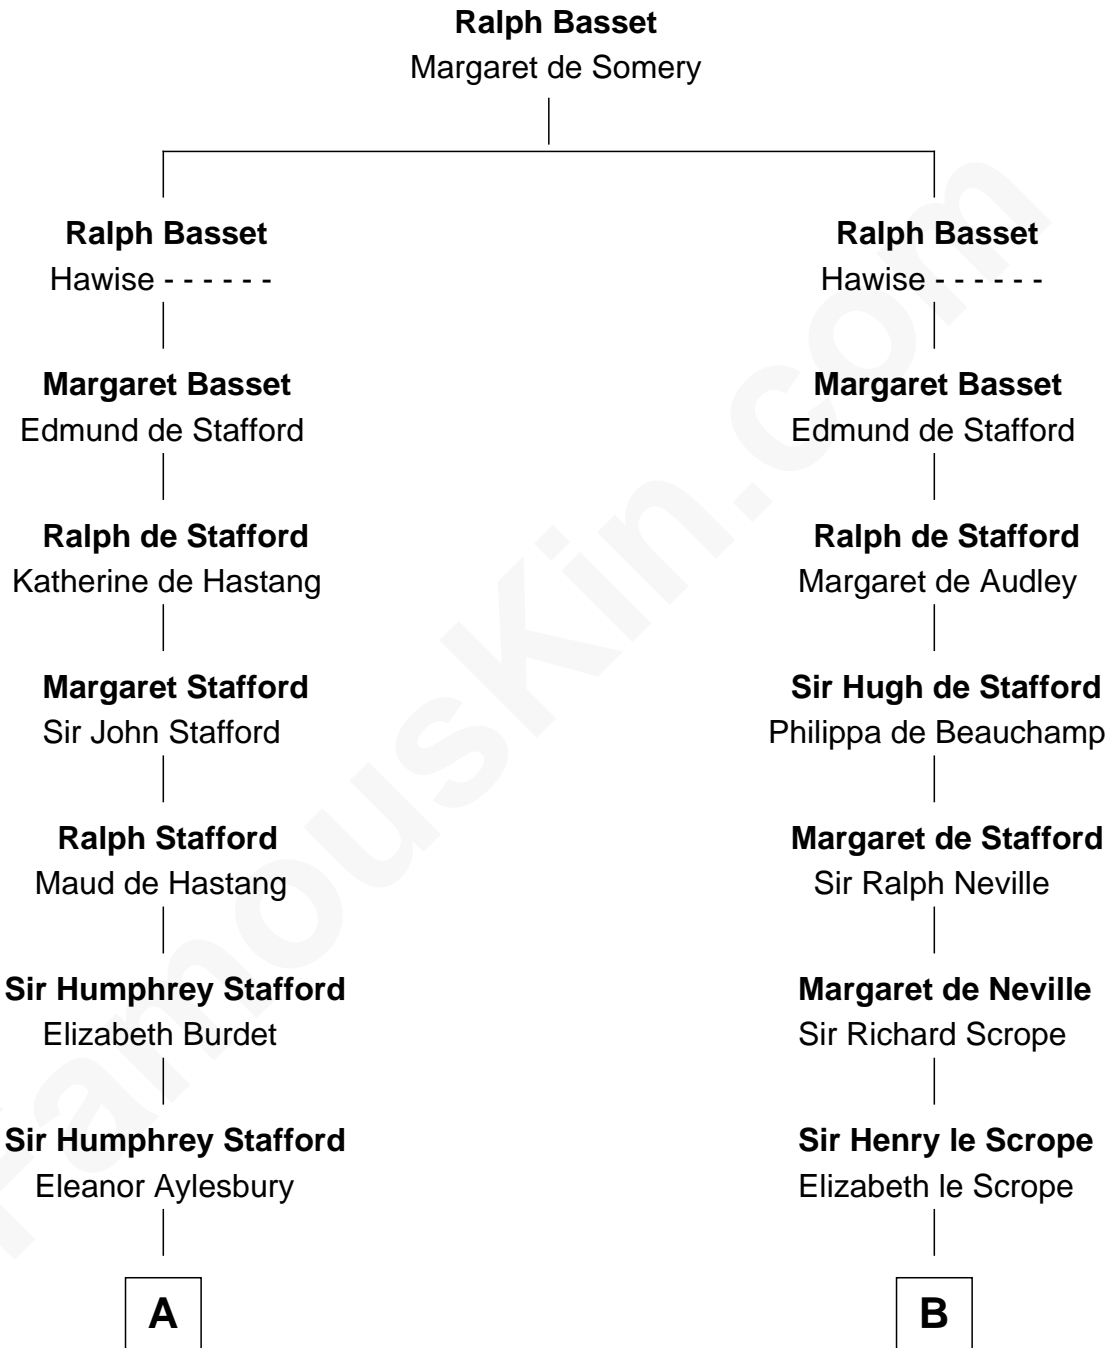 Ralph Basset
Margaret de Somery
Ralph Basset
Hawise - - - - - -
Margaret Basset
Edmund de Stafford
Ralph de Stafford
Katherine de Hastang
Margaret Stafford
Sir John Stafford
Ralph Stafford
Maud de Hastang
Sir Humphrey Stafford
Elizabeth Burdet
Sir Humphrey Stafford
Eleanor Aylesbury
A
Ralph Basset
Hawise - - - - - -
Margaret Basset
Edmund de Stafford
Ralph de Stafford
Margaret de Audley
Sir Hugh de Stafford
Philippa de Beauchamp
Margaret de Stafford
Sir Ralph Neville
Margaret de Neville
Sir Richard Scrope
Sir Henry le Scrope
Elizabeth le Scrope
B
FamousKin.com